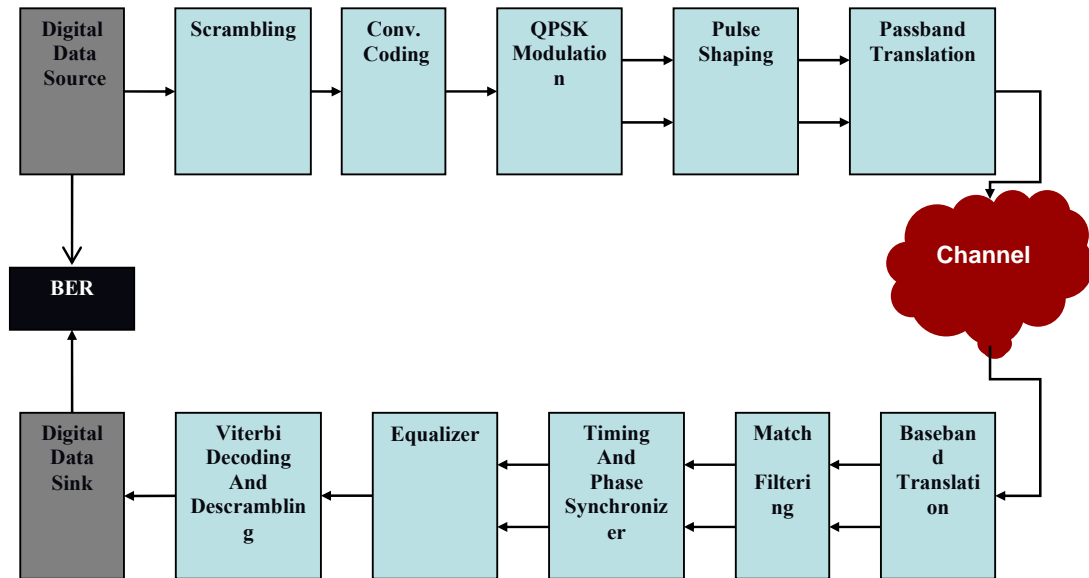 Digital
Data
Source
Scrambling
Conv.
Coding
QPSK
Modulatio
n
Pulse
Shaping
Passband
Translation
Channel
BER
Digital
Data
Sink
Viterbi
Decoding
And
Descramblin
g
Equalizer
Timing
And
Phase
Synchroniz
er
Match
Filteri
ng
Baseban
d
Translati
on